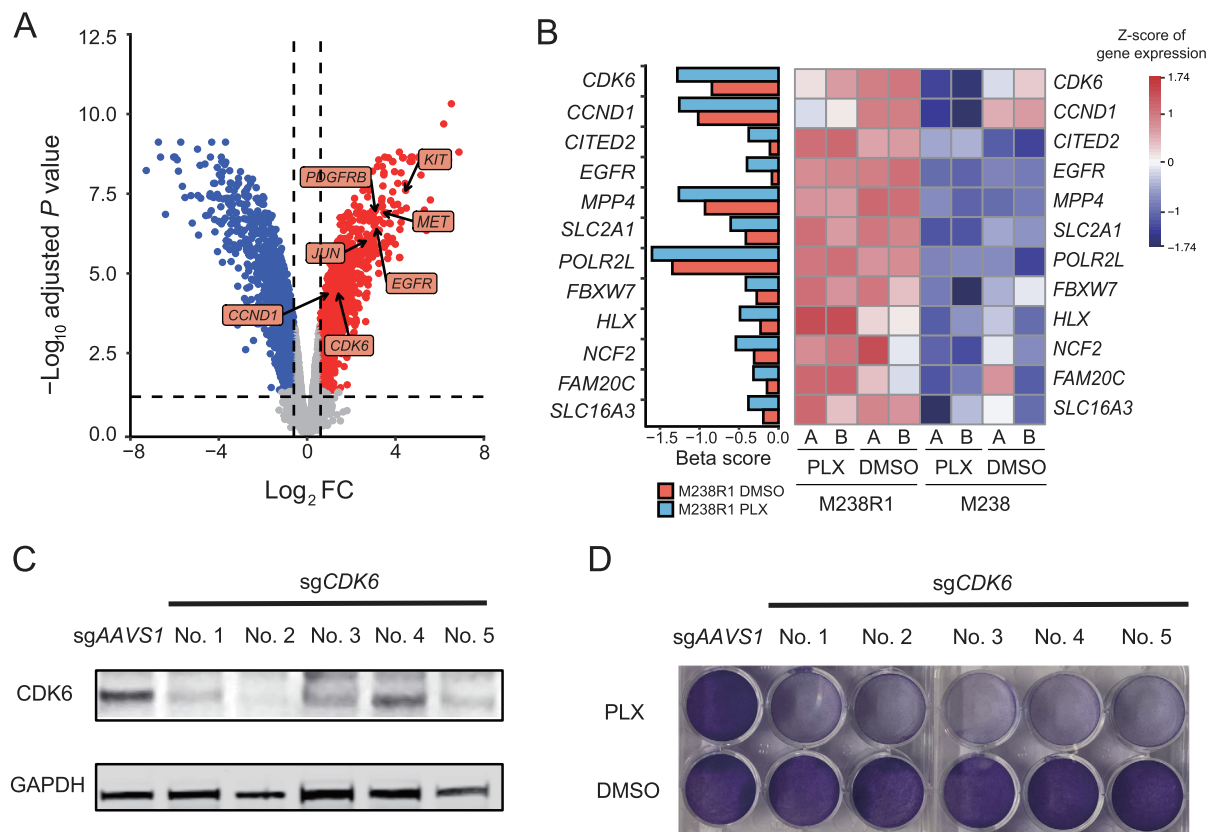 A
12.5
10.0
7.5
5.0
2.5
0.0
−Log10 adjusted P value
−8
−4
0
4
8
Log2 FC
KIT
PDGFRB
MET
JUN
EGFR
CCND1
CDK6
B
Z-score of
gene expression
1.74
1
0
−1
−1.74
CDK6
CCND1
CITED2
EGFR
MPP4
SLC2A1
POLR2L
FBXW7
HLX
NCF2
FAM20C
SLC16A3
CDK6
CCND1
CITED2
EGFR
MPP4
SLC2A1
POLR2L
FBXW7
HLX
NCF2
FAM20C
SLC16A3
−1.5 −1.0 −0.5 0.0
Beta score
M238R1 DMSO
M238R1 PLX
A B A B A B A B
PLX DMSO PLX DMSO
M238R1 M238
C
sgCDK6
sgAAVS1 No. 1 No. 2 No. 3 No. 4 No. 5
CDK6
GAPDH
D
sgCDK6
sgAAVS1 No. 1 No. 2 No. 3 No. 4 No. 5
PLX
DMSO